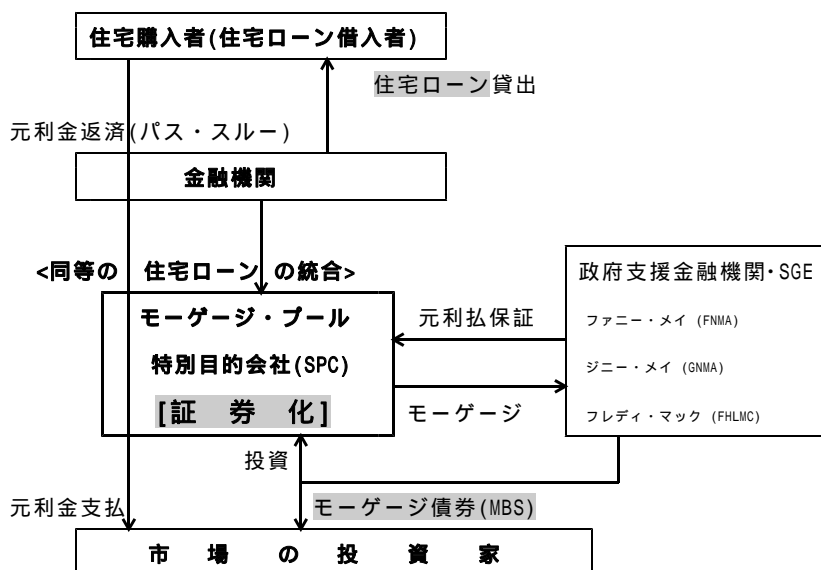 住宅購入者(住宅ローン借入者)
住宅ローン貸出
元利金返済(パス・スルー)
金融機関
<同等の 住宅ローン の統合>
モーゲージ・プール
特別目的会社(SPC)
[証 券 化]
元利払保証
モーゲージ
政府支援金融機関・SGE
ファニー・メイ (FNMA)
ジニー・メイ (GNMA)
フレディ・マック (FHLMC)
投資
元利金支払
モーゲージ債券(MBS)
市 場 の 投 資 家